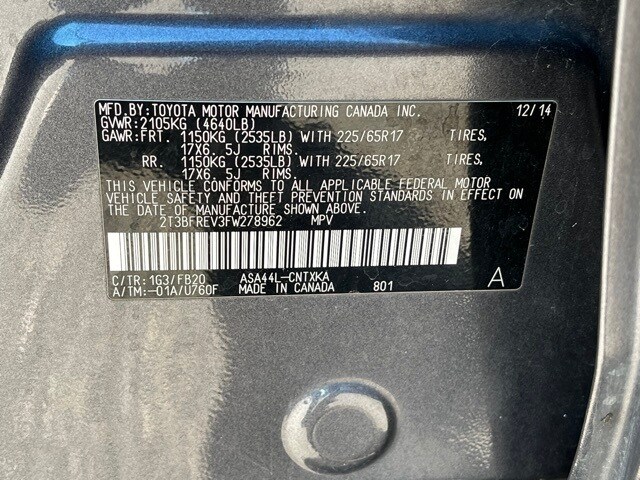 MFD.BY:TOYOTA MOTOR MANUFACTURING CANADA INC. 12/14
GVWR:2105KG (4640LB)
GAWR:FRT. 1150KG (2535LB) WITH 225/65R17 TIRES,
17X6.5J RIMS.
RR. 1150KG (2535LB) WITH 225/65R17 TIRES,
17X6.5J RIMS.
THIS VEHICLE CONFORMS TO ALL APPLICABLE FEDERAL MOTOR
VEHICLE SAFETY AND THEFT PREVENTION STANDARDS IN EFFECT ON
THE DATE OF MANUFACTURE SHOWN ABOVE.
2T3BFREV3FW278962 MPV
C/TR:1G3/FB20 ASA44L-CNTXKA
A/TM:-01A/U760F MADE IN CANADA 801 A